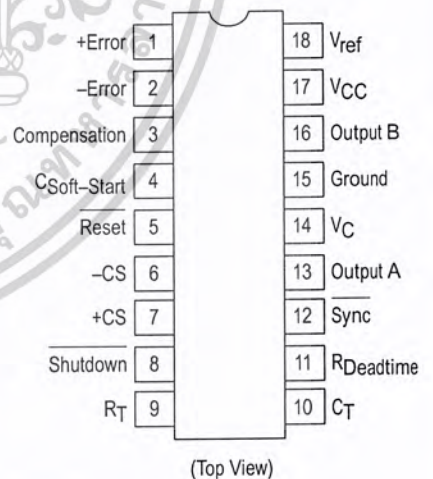 +Error 1
–Error 2
Compensation 3
CSoft–Start 4
Reset 5
–CS 6
+CS 7
Shutdown 8
RT 9
18 Vref
17 VCC
16 Output B
15 Ground
14 VC
13 Output A
12 Sync
11 RDeadtime
10 CT
(Top View)